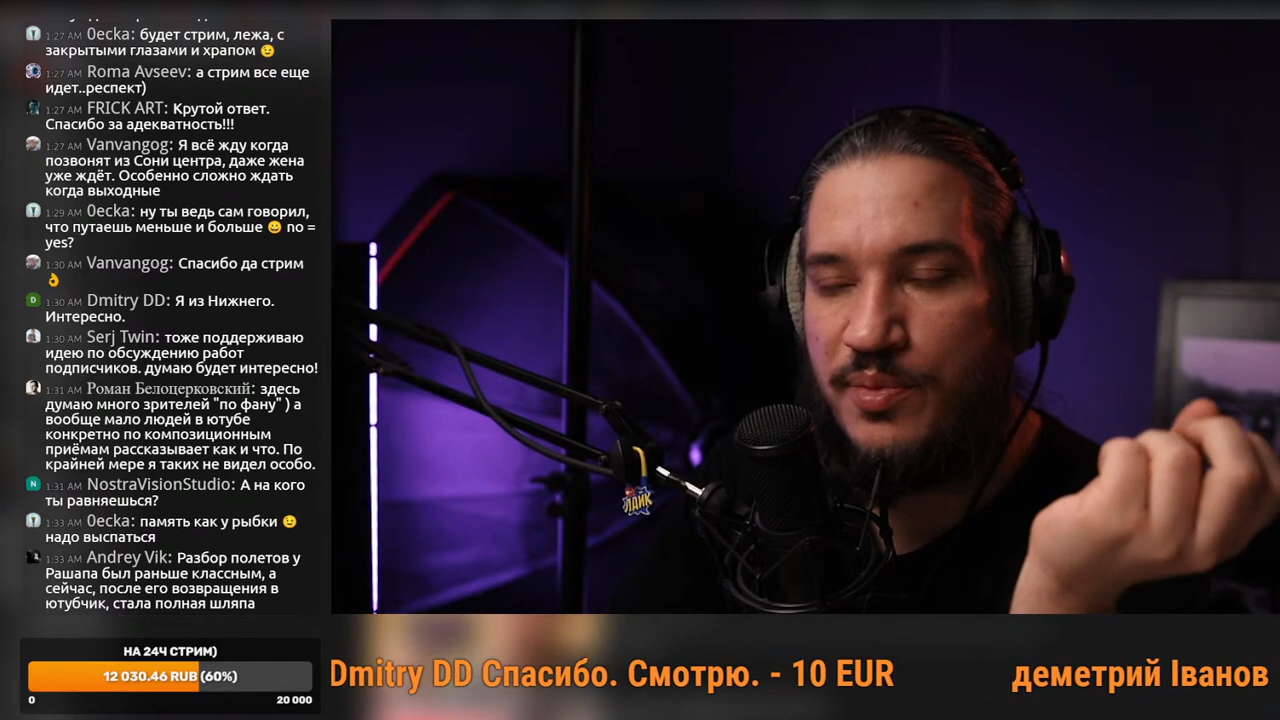 1:27 AM 0ecka: будет стрим, лежа, с
закрытыми глазами и храпом 😉
1:27 AM Roma Avseev: а стрим все еще
идет..респект)
1:27 AM FRICK ART: Крутой ответ.
Спасибо за адекватность!!!
1:27 AM Vanvangog: Я всё жду когда
позвонят из Сони центра, даже жена
уже ждёт. Особенно сложно ждать
когда выходные
1:29 AM 0ecka: ну ты ведь сам говорил,
что путаешь меньше и больше 😀 no =
yes?
1:30 AM Vanvangog: Спасибо да стрим
👌
D 1:30 AM Dmitry DD: Я из Нижнего.
Интересно.
1:30 AM Serj Twin: тоже поддерживаю
идею по обсуждению работ
подписчиков. думаю будет интересно!
1:31 AM Роман Белоцерковский: здесь
думаю много зрителей "по фану" ) а
вообще мало людей в ютубе
конкретно по композиционным
приёмам рассказывает как и что. По
крайней мере я таких не видел особо.
N 1:31 AM NostraVisionStudio: А на кого
ты равняешься?
1:33 AM 0ecka: память как у рыбки 😉
надо выспаться
1:33 AM Andrey Vik: Разбор полетов у
Рашапа был раньше классным, а
сейчас, после его возвращения в
ютубчик, стала полная шляпа
НА 24Ч СТРИМ)
12 030.46 RUB (60%)
0 20 000
ЛАЙК
Dmitry DD Спасибо. Смотрю. - 10 EUR деметрий Іванов